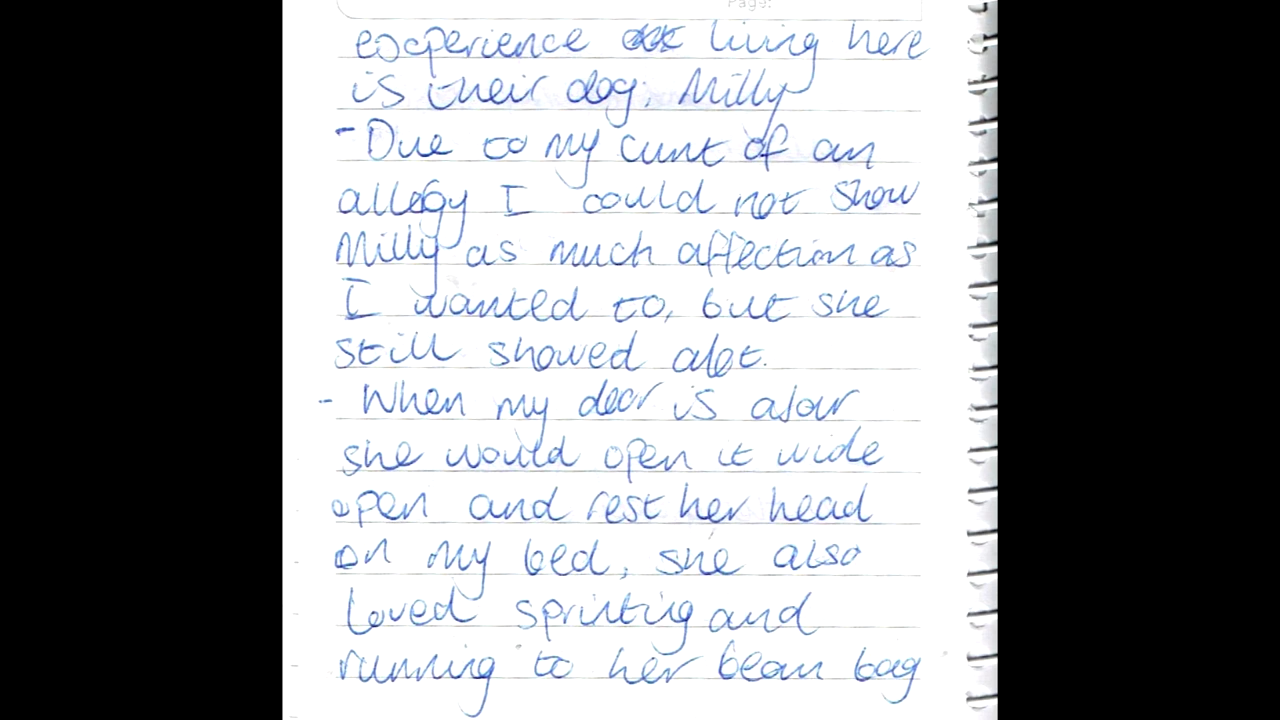 Page:
experience living here
is their dog, Milly
- Due to my cunt of an
allegy I could not show
Milly as much affection as
I wanted to, but she
still showed alot.
- When my door is ajour
she would open it wide
open and rest her head
on my bed, she also
loved sprinting and
running to her bean bag